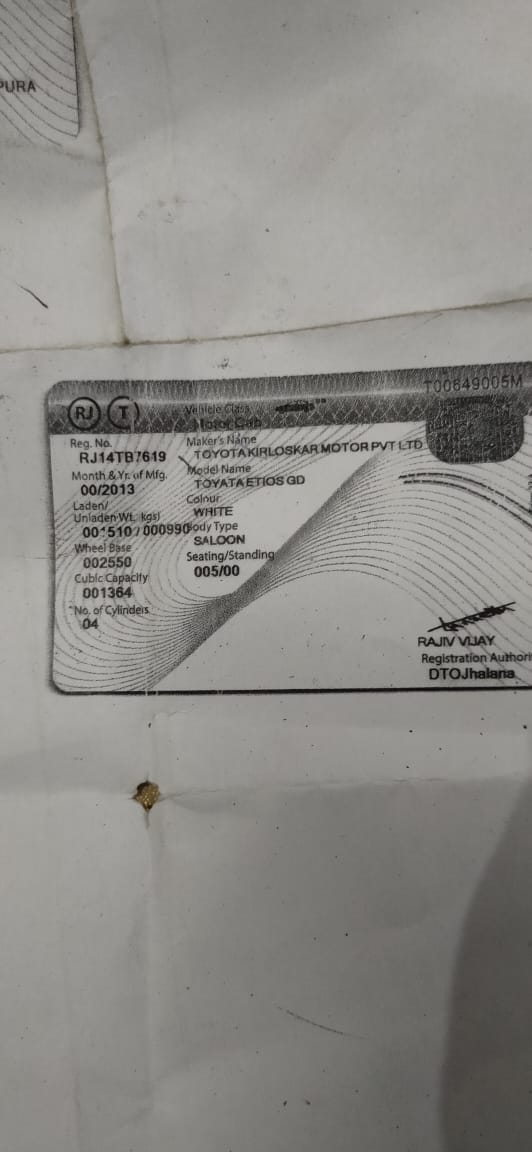 PURA
T00649005M
RJ T Vehicle Class
Motor Cab
Reg. No.
RJ14TB7619
Maker's Name
TOYOTA KIRLOSKAR MOTOR PVT LTD
Month & Yr. of Mfg.
00/2013
Model Name
TOYATA ETIOS GD
Laden/
Unladen Wt. kgs)
001510 / 000990
Colour
WHITE
Body Type
SALOON
Wheel Base
002550
Seating/Standing
005/00
Cubic Capacity
001364
No. of Cylinders
04
RAJIV VIJAY
Registration Authori
DTOJhalana